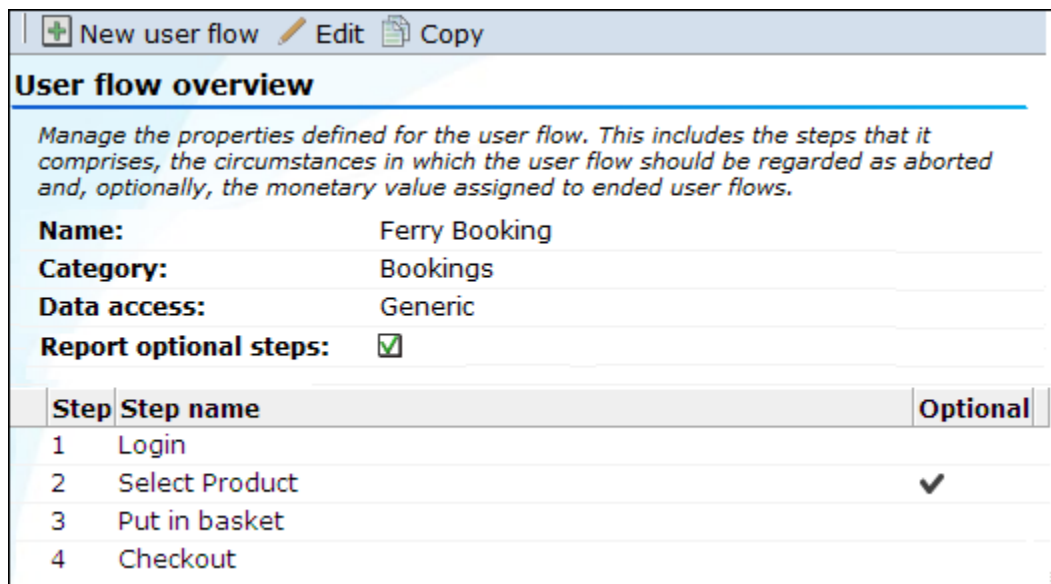 New user flow Edit Copy
User flow overview
Manage the properties defined for the user flow. This includes the steps that it
comprises, the circumstances in which the user flow should be regarded as aborted
and, optionally, the monetary value assigned to ended user flows.
Name: Ferry Booking
Category: Bookings
Data access: Generic
Report optional steps:
Step Step name Optional
1 Login
2 Select Product
3 Put in basket
4 Checkout